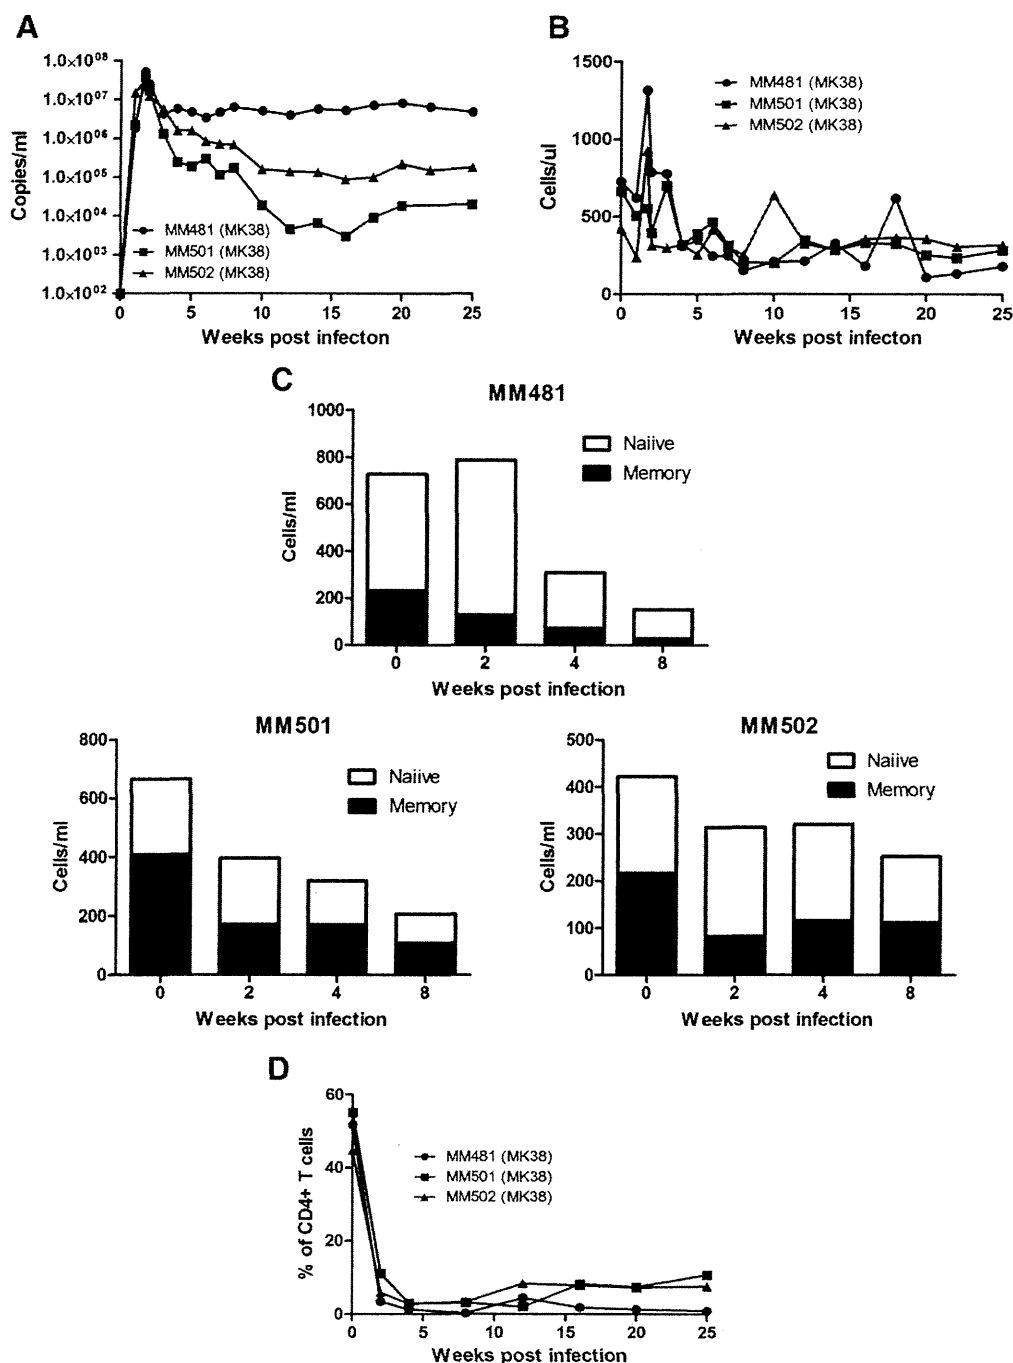 A
1.0×10^08
1.0×10^07
1.0×10^06
1.0×10^05
1.0×10^04
1.0×10^03
1.0×10^02
Copies/ml
MM481 (MK38)
MM501 (MK38)
MM502 (MK38)
0 5 10 15 20 25
Weeks post infecton
B
1500
1000
500
0
Cells/ul
MM481 (MK38)
MM501 (MK38)
MM502 (MK38)
0 5 10 15 20 25
Weeks post infecton
C
MM481
1000
800
600
400
200
0
Cells/ml
Naiive
Memory
0 2 4 8
Weeks post infection
MM501
800
600
400
200
0
Cells/ml
Naiive
Memory
0 2 4 8
Weeks post infection
MM502
500
400
300
200
100
0
Cells/ml
Naiive
Memory
0 2 4 8
Weeks post infection
D
60
40
20
0
% of CD4+ T cells
MM481 (MK38)
MM501 (MK38)
MM502 (MK38)
0 5 10 15 20 25
Weeks post infection